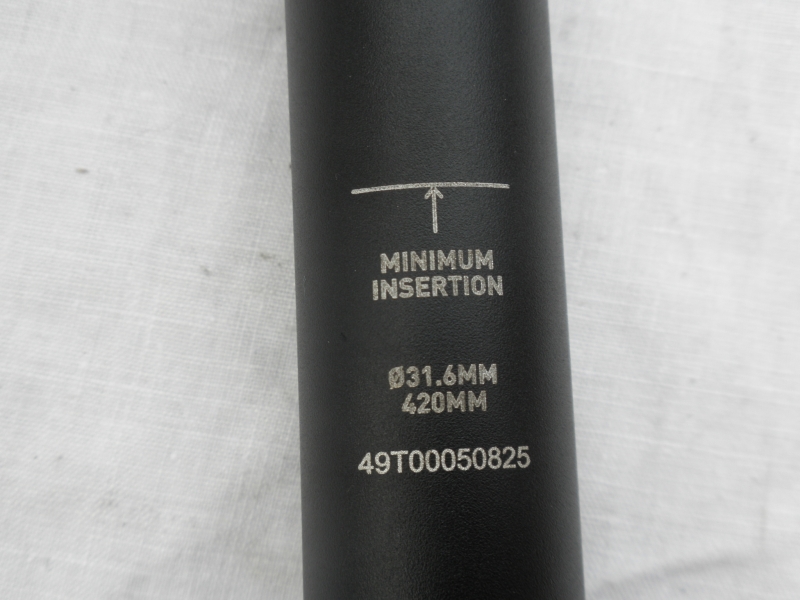 MINIMUM
INSERTION
Ø31.6MM
420MM
49T00050825